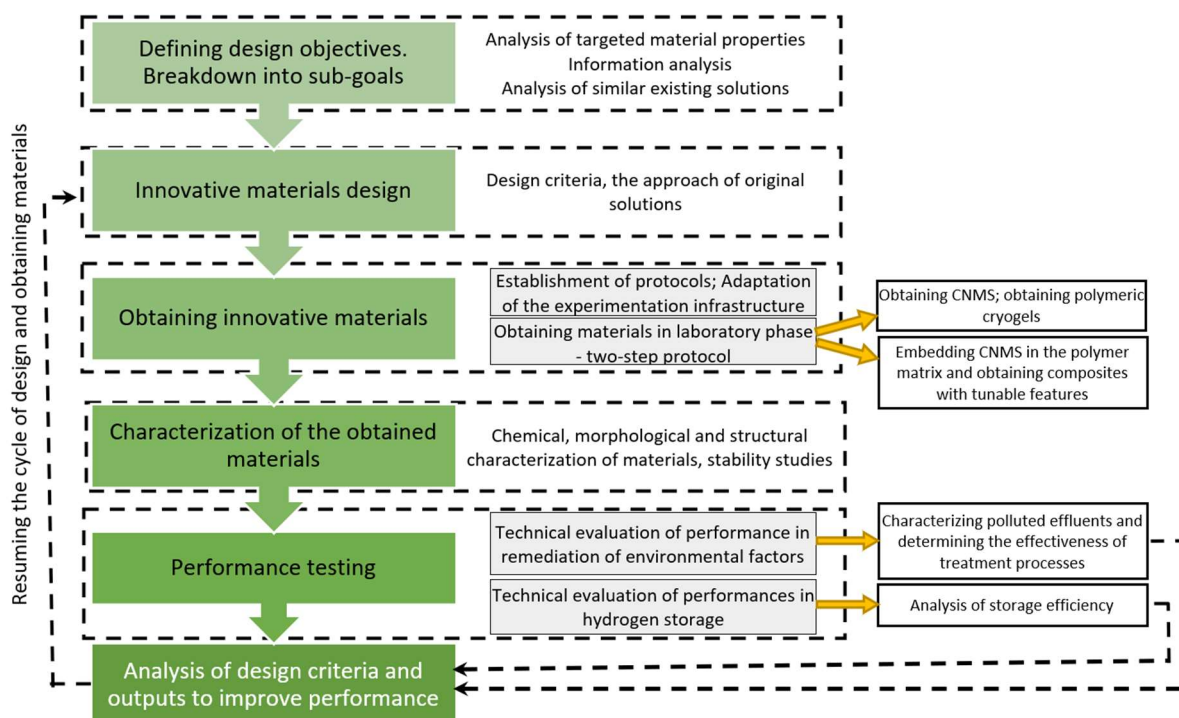 Defining design objectives.
Breakdown into sub-goals
Analysis of targeted material properties
Information analysis
Analysis of similar existing solutions
Resuming the cycle of design and obtaining materials
Innovative materials design
Design criteria, the approach of original
solutions
Obtaining innovative materials
Establishment of protocols; Adaptation
of the experimentation infrastructure
Obtaining materials in laboratory phase
- two-step protocol
Obtaining CNMS; obtaining polymeric
cryogels
Embedding CNMS in the polymer
matrix and obtaining composites
with tunable features
Characterization of the obtained
materials
Chemical, morphological and structural
characterization of materials, stability studies
Performance testing
Technical evaluation of performance in
remediation of environmental factors
Characterizing polluted effluents and
determining the effectiveness of
treatment processes
Technical evaluation of performances in
hydrogen storage
Analysis of storage efficiency
Analysis of design criteria and
outputs to improve performance